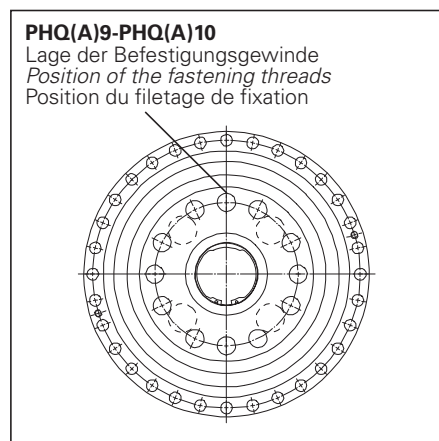 PHQ(A)9-PHQ(A)10
Lage der Befestigungsgewinde
Position of the fastening threads
Position du filetage de fixation